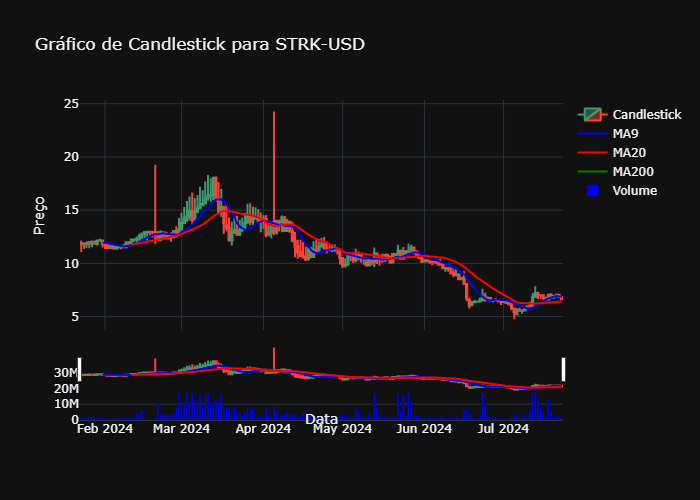 Gráfico de Candlestick para STRK-USD
25
20
15
10
5
Preço
Candlestick
MA9
MA20
MA200
Volume
30M
20M
10M
0
Feb 2024
Mar 2024
Apr 2024
May 2024
Jun 2024
Jul 2024
Data